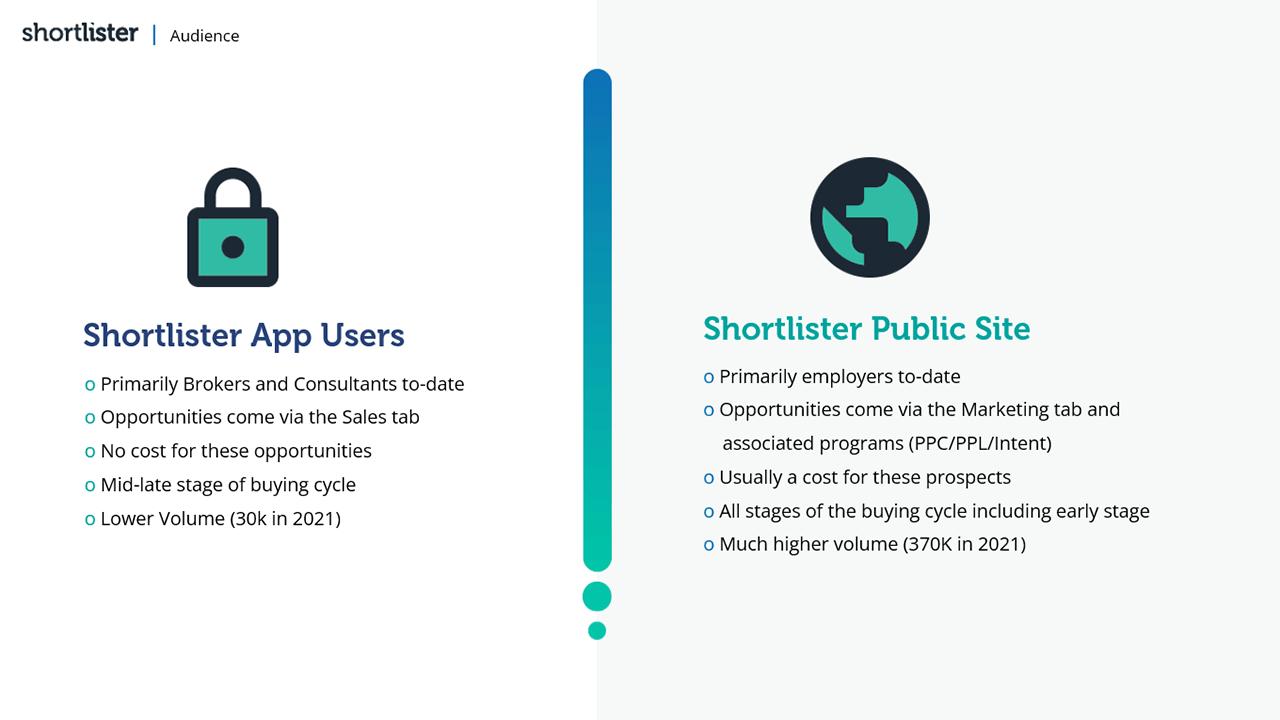 shortlister | Audience
Shortlister App Users
o Primarily Brokers and Consultants to-date
o Opportunities come via the Sales tab
o No cost for these opportunities
o Mid-late stage of buying cycle
o Lower Volume (30k in 2021)
Shortlister Public Site
o Primarily employers to-date
o Opportunities come via the Marketing tab and
associated programs (PPC/PPL/Intent)
o Usually a cost for these prospects
o All stages of the buying cycle including early stage
o Much higher volume (370K in 2021)